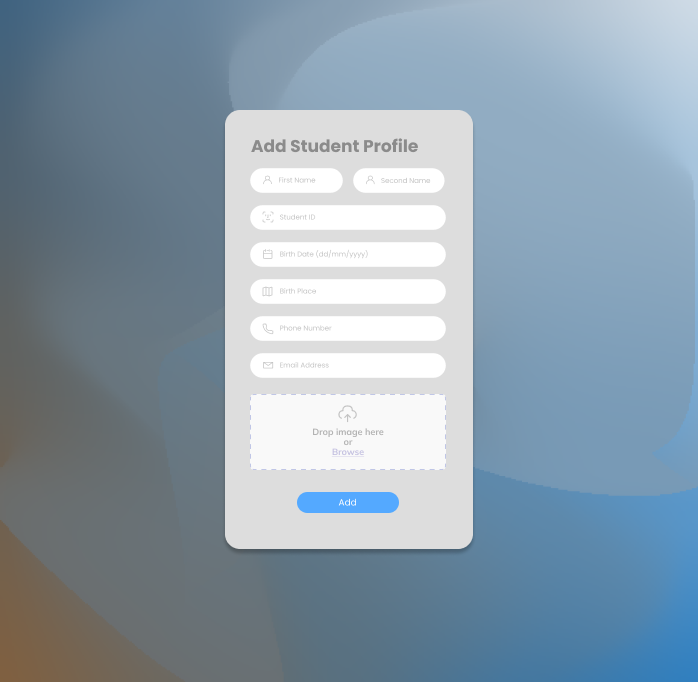 Add Student Profile
First Name
Second Name
Student ID
Birth Date (dd/mm/yyyy)
Birth Place
Phone Number
Email Address
Drop image here
or
Browse
Add